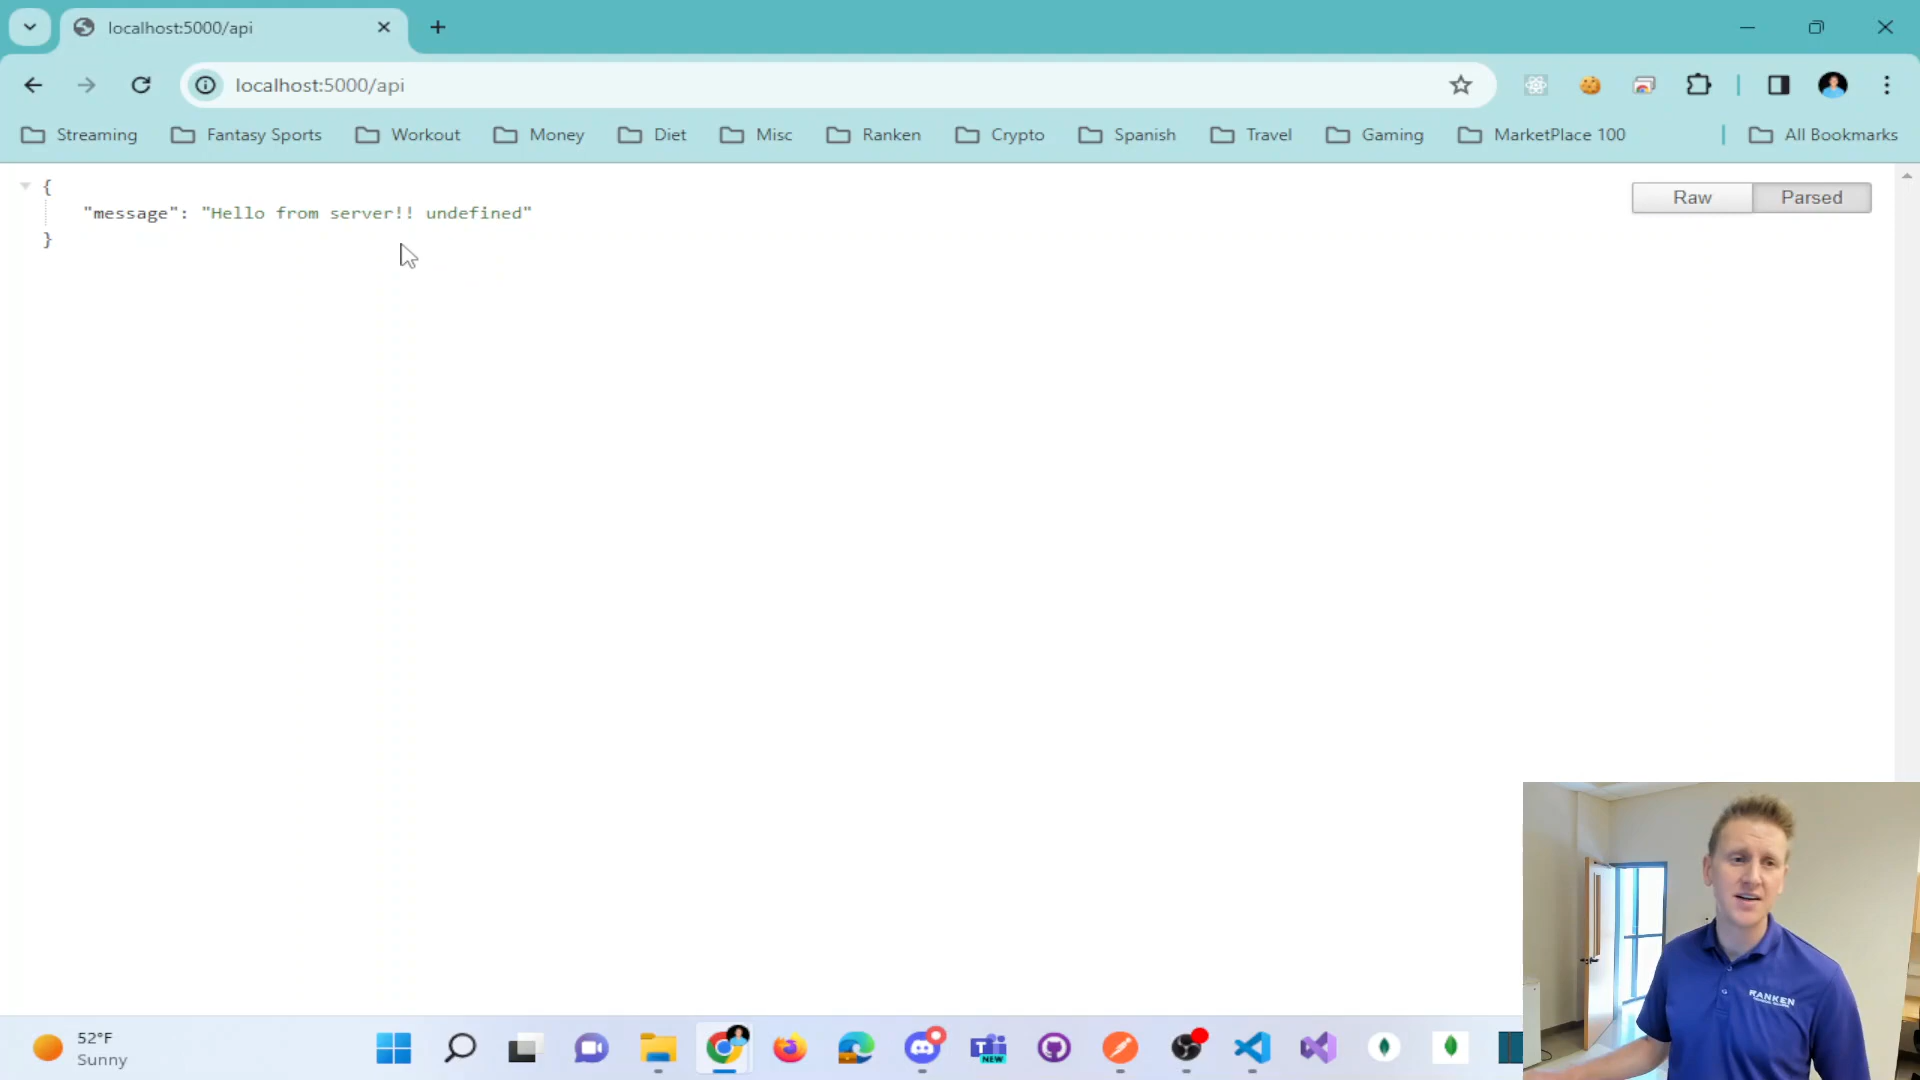 localhost:5000/api
localhost:5000/api
Streaming
Fantasy Sports
Workout
Money
Diet
Misc
Ranken
Crypto
Spanish
Travel
Gaming
MarketPlace 100
All Bookmarks
{
"message": "Hello from server!! undefined"
}
Raw
Parsed
RANKEN
52°F
Sunny
T
NEW